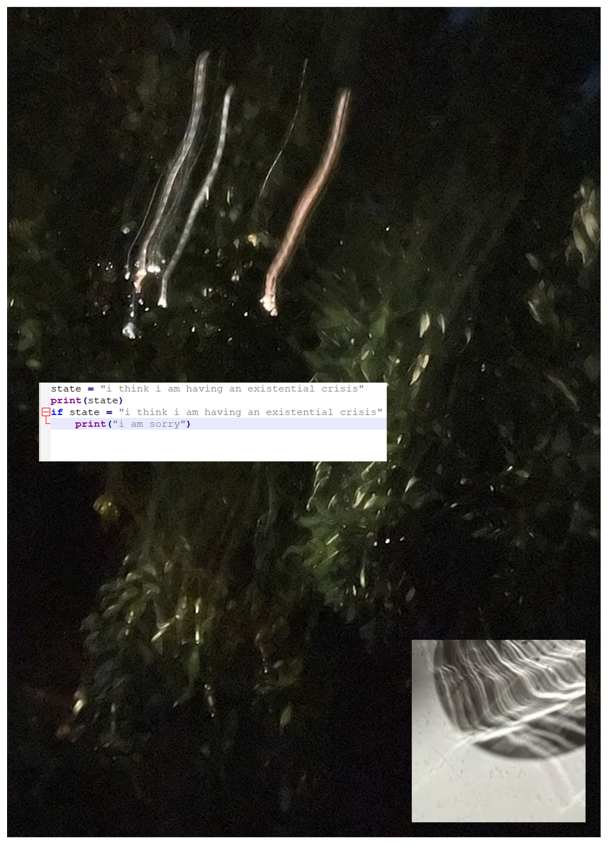 state = "i think i am having an existential crisis"
print(state)
if state = "i think i am having an existential crisis"
    print("i am sorry")